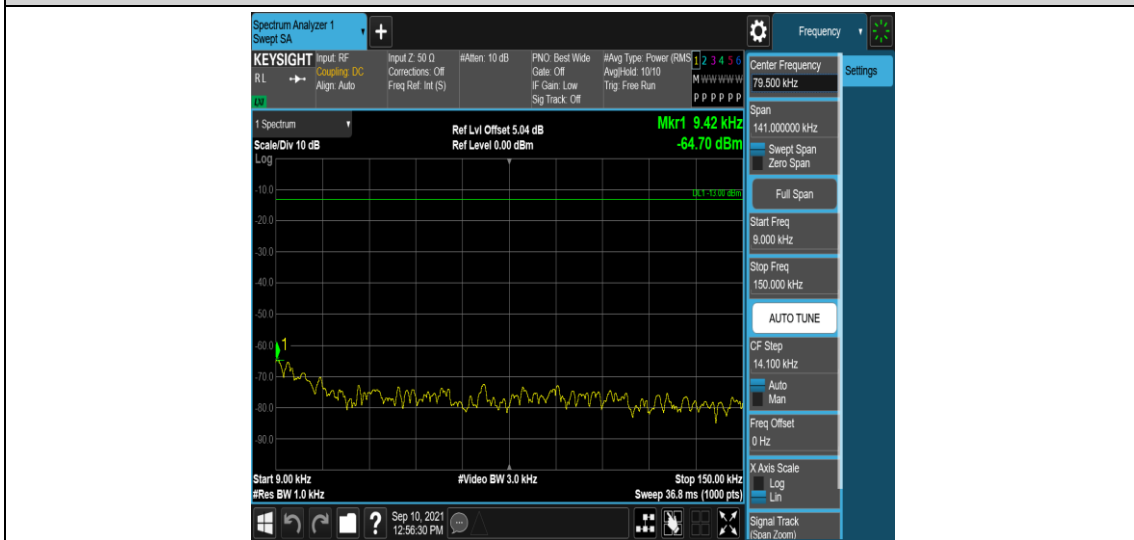 Spectrum Analyzer 1
Swept SA
+
Frequency
KEYSIGHT
RL
LXI
Input: RF
Coupling: DC
Align: Auto
Input Z: 50 Ω
Corrections: Off
Freq Ref: Int (S)
#Atten: 10 dB
PNO: Best Wide
Gate: Off
IF Gain: Low
Sig Track: Off
#Avg Type: Power (RMS
Avg|Hold: 10/10
Trig: Free Run
1 2 3 4 5 6
M W W W W W
P P P P P P
1 Spectrum
Scale/Div 10 dB
Log
Ref Lvl Offset 5.04 dB
Ref Level 0.00 dBm
Mkr1 9.42 kHz
-64.70 dBm
DL1 -13.00 dBm
-10.0
-20.0
-30.0
-40.0
-50.0
-60.0
-70.0
-80.0
-90.0
1
Start 9.00 kHz
#Res BW 1.0 kHz
#Video BW 3.0 kHz
Stop 150.00 kHz
Sweep 36.8 ms (1000 pts)
Center Frequency
79.500 kHz
Settings
Span
141.000000 kHz
Swept Span
Zero Span
Full Span
Start Freq
9.000 kHz
Stop Freq
150.000 kHz
AUTO TUNE
CF Step
14.100 kHz
Auto
Man
Freq Offset
0 Hz
X Axis Scale
Log
Lin
Signal Track
(Span Zoom)
?
Sep 10, 2021
12:56:30 PM